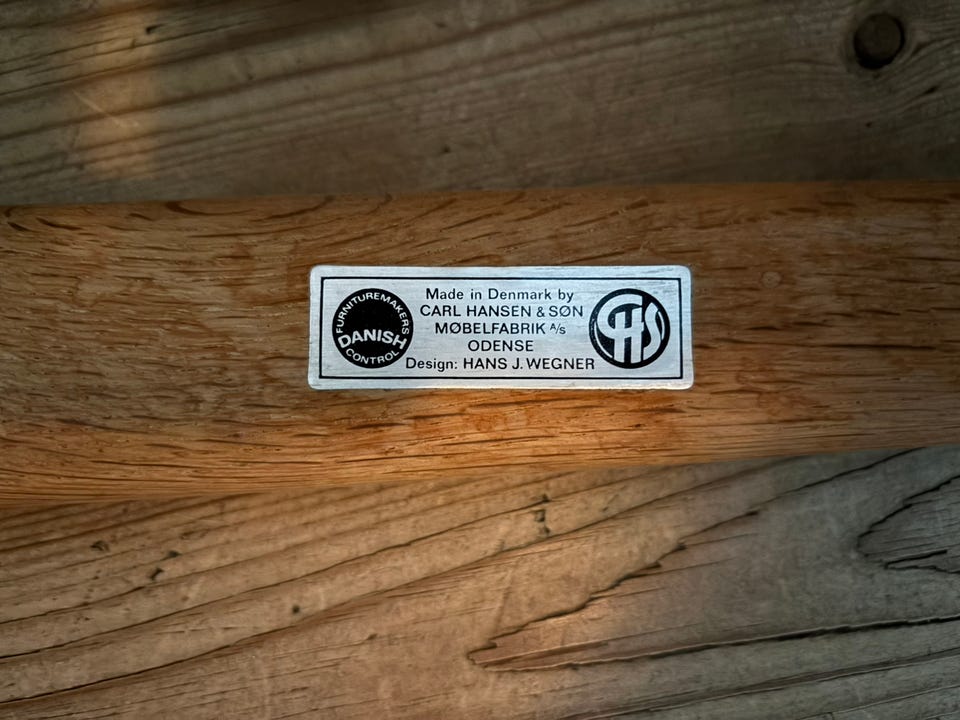 FURNITUREMAKERS
DANISH
CONTROL
Made in Denmark by
CARL HANSEN & SØN
MØBELFABRIK A/S
ODENSE
Design: HANS J. WEGNER
CHS